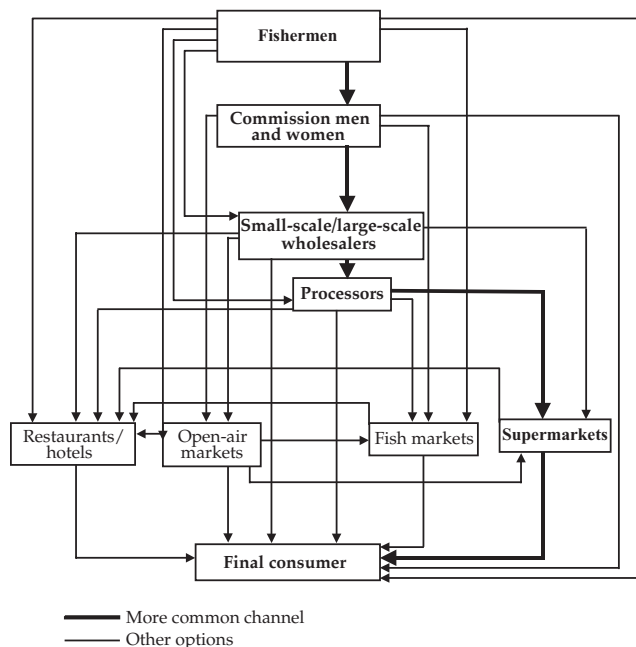 Fishermen
Commission men
and women
Small-scale/large-scale
wholesalers
Processors
Restaurants/
hotels
Open-air
markets
Fish markets
Supermarkets
Final consumer
More common channel
Other options